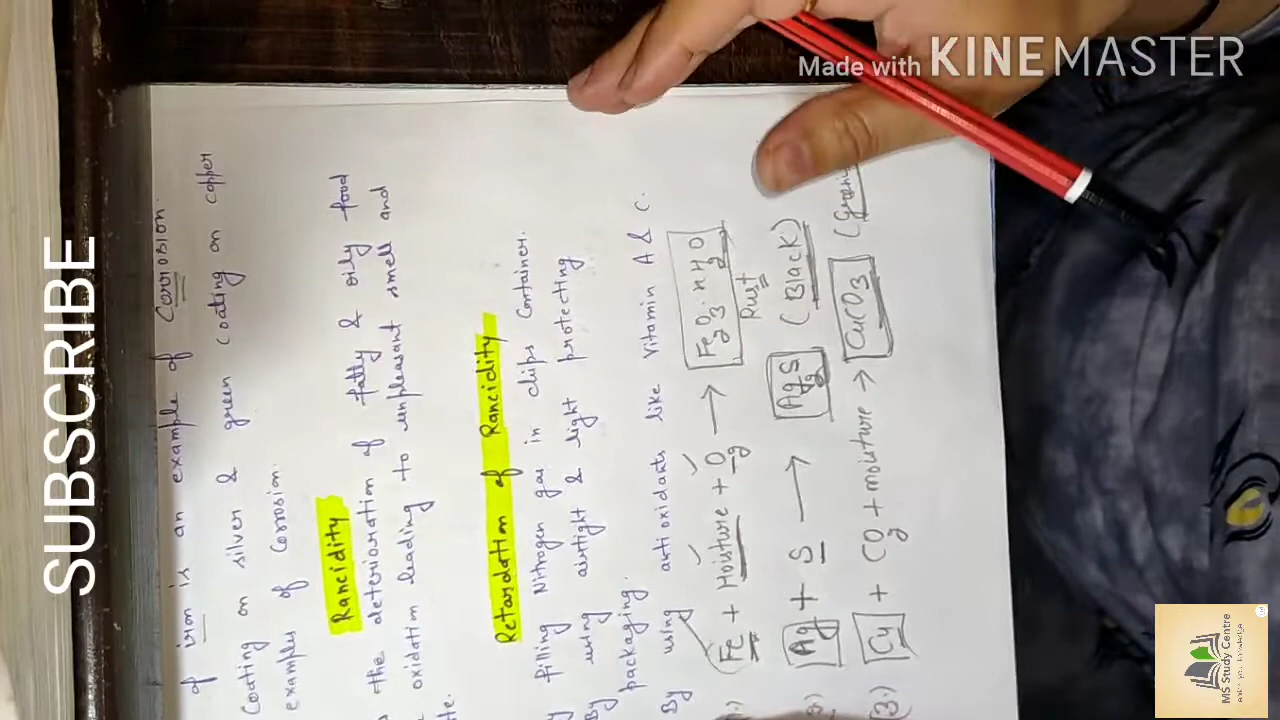 of iron is an example of Corrosion.
Coating on silver & green coating on copper
examples of Corrosion.
Rancidity
the deterioration of fatty & oily food
oxidation leading to unpleasant smell and
Retardation of Rancidity
filling Nitrogen gas in chips Container.
By using airtight & light protecting
packaging.
By using antioxidants like Vitamin A & C.
Fe + Moisture + O2 → Fe2O3.nH2O
Rust
Ag + S → Ag2S (Black)
(3.) Cu + CO2 + moisture → CuCO3
SUBSCRIBE
Made with KINEMASTER
MS Study Centre